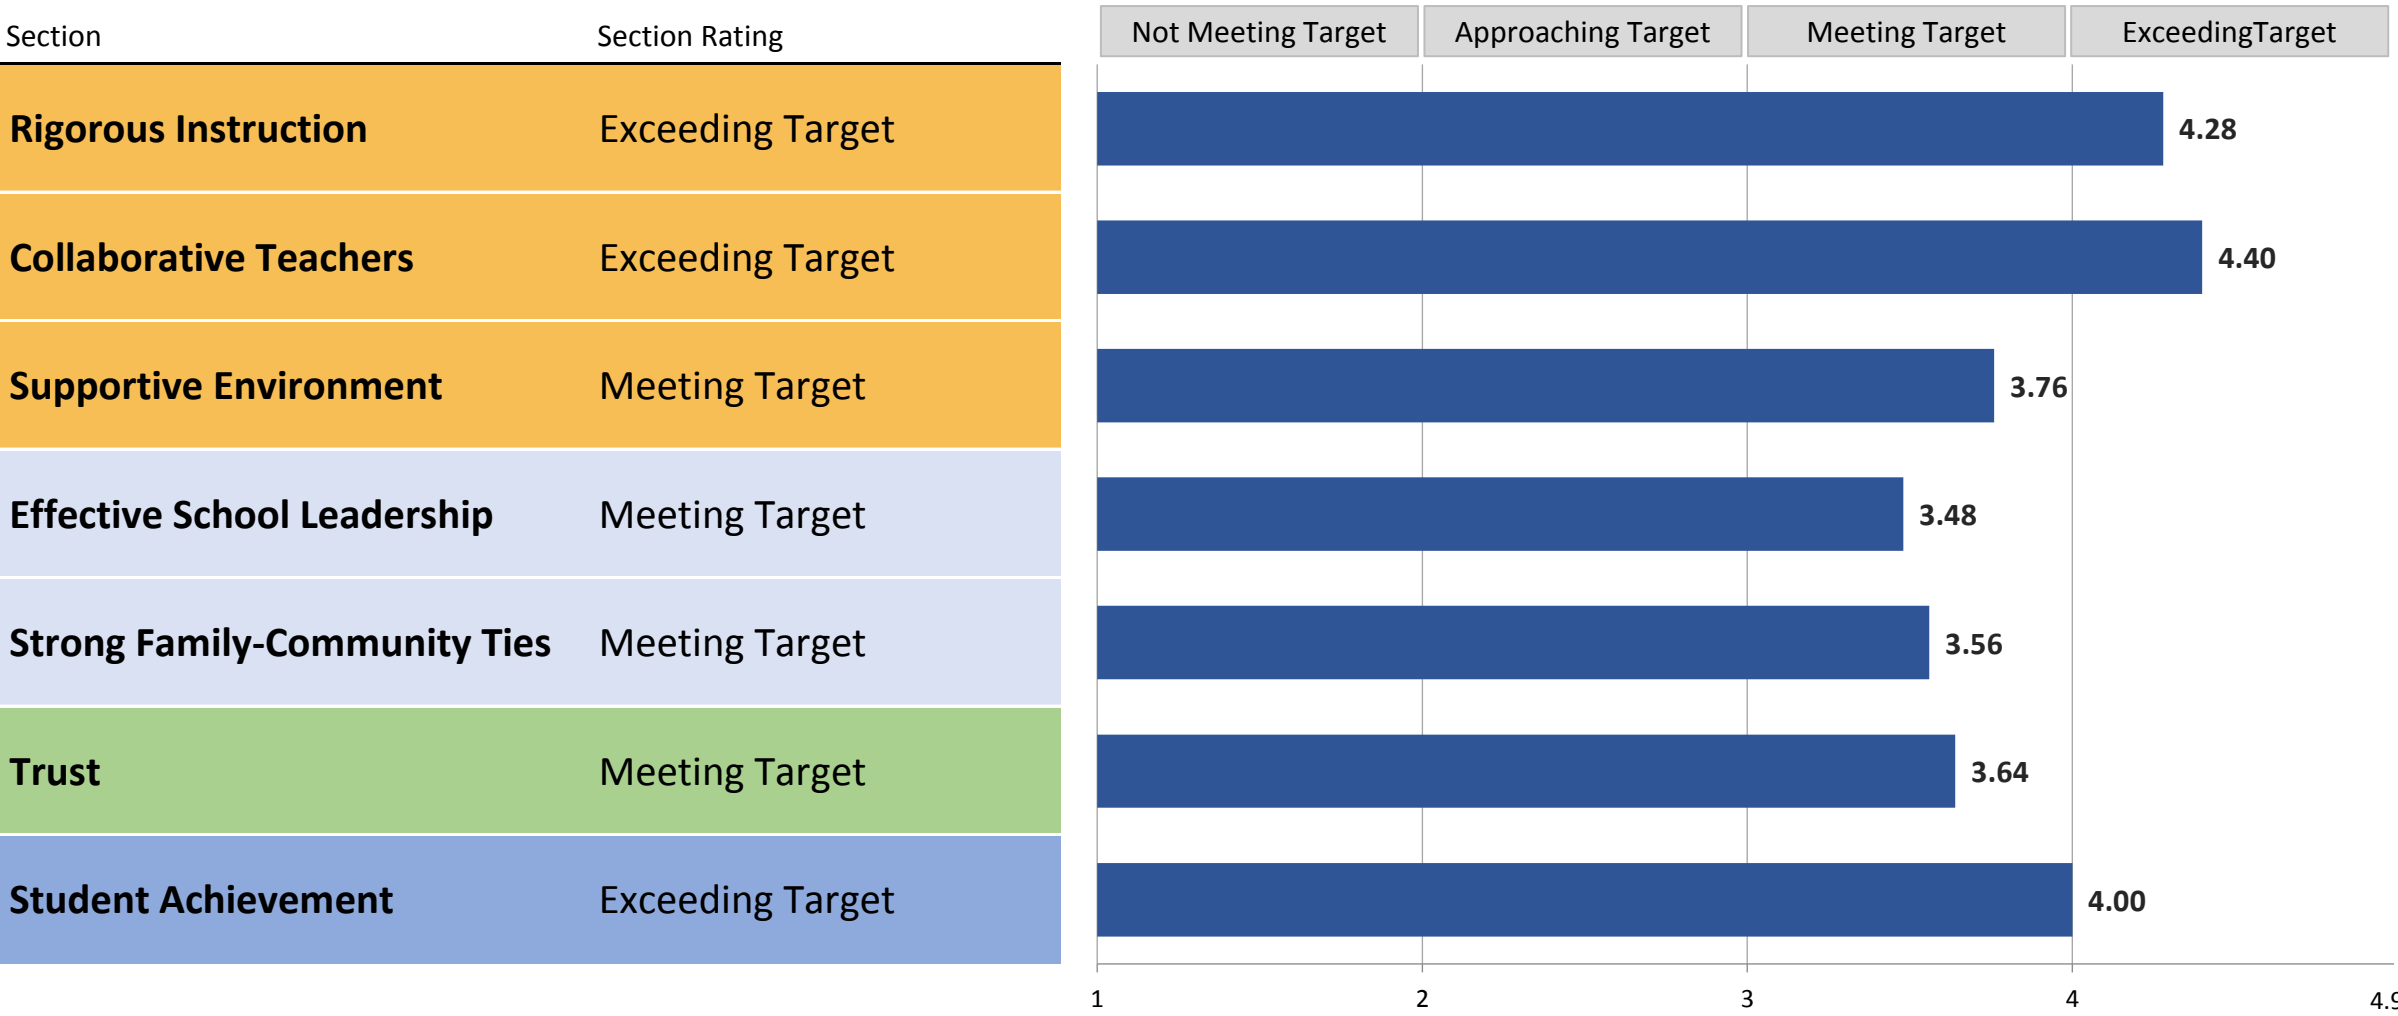 Section Section Rating Not Meeting Target Approaching Target Meeting Target ExceedingTarget
Rigorous Instruction Exceeding Target 4.28
Collaborative Teachers Exceeding Target 4.40
Supportive Environment Meeting Target 3.76
Effective School Leadership Meeting Target 3.48
Strong Family-Community Ties Meeting Target 3.56
Trust Meeting Target 3.64
Student Achievement Exceeding Target 4.00
1 2 3 4